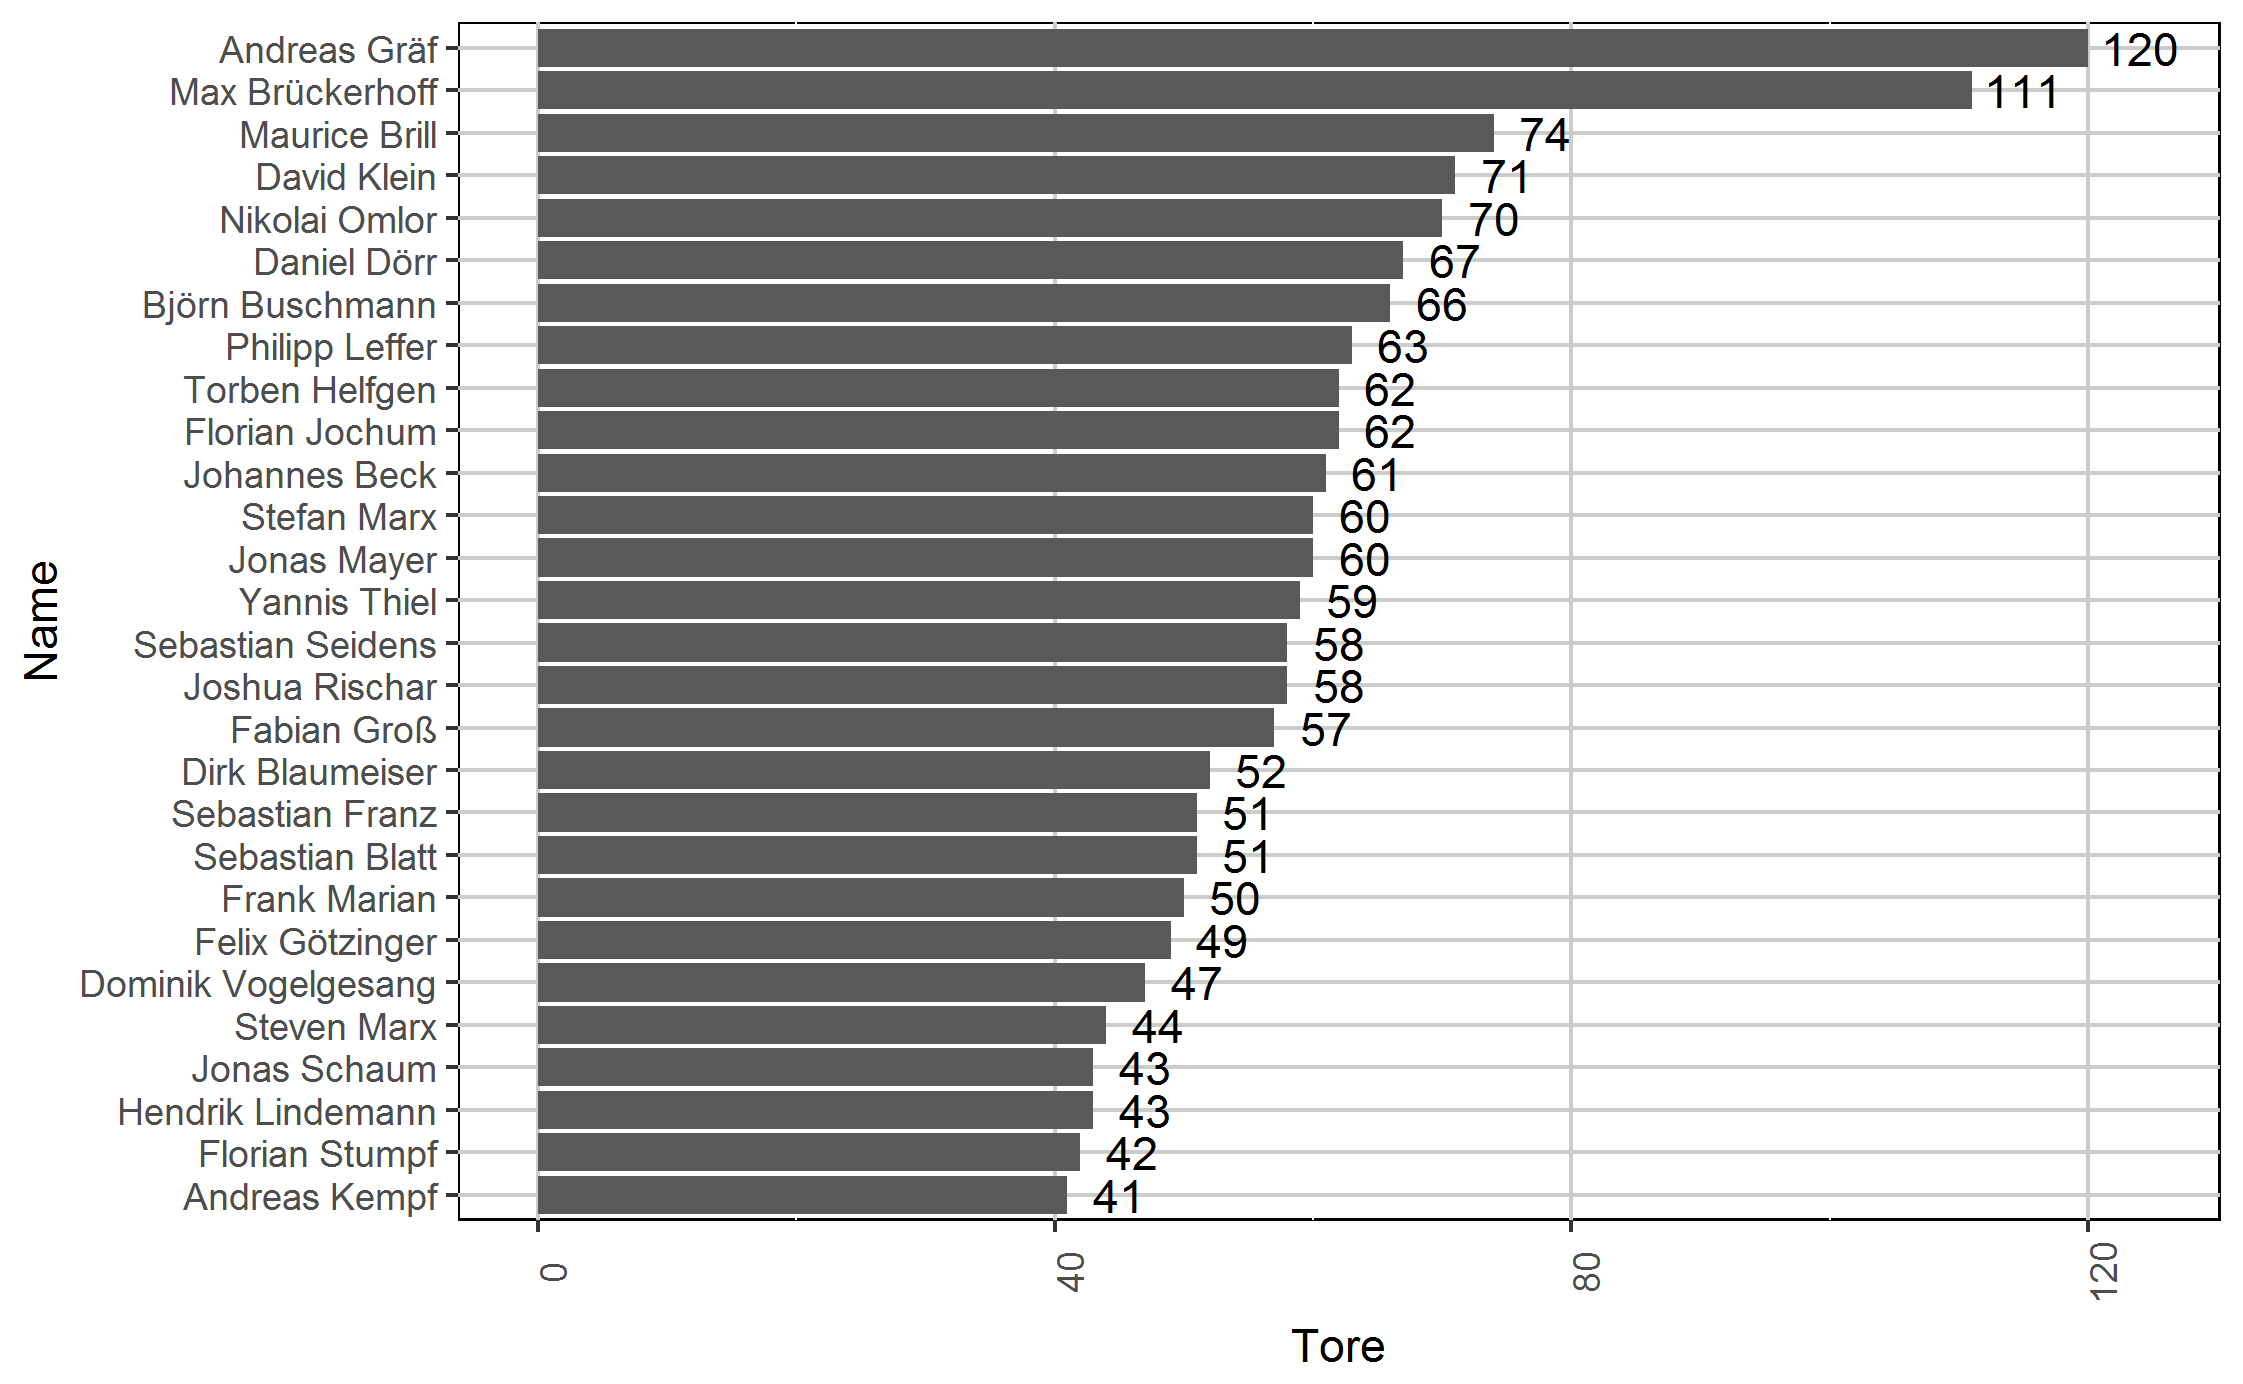 Name
Andreas Gräf 120
Max Brückerhoff 111
Maurice Brill 74
David Klein 71
Nikolai Omlor 70
Daniel Dörr 67
Björn Buschmann 66
Philipp Leffer 63
Torben Helfgen 62
Florian Jochum 62
Johannes Beck 61
Stefan Marx 60
Jonas Mayer 60
Yannis Thiel 59
Sebastian Seidens 58
Joshua Rischar 58
Fabian Groß 57
Dirk Blaumeiser 52
Sebastian Franz 51
Sebastian Blatt 51
Frank Marian 50
Felix Götzinger 49
Dominik Vogelgesang 47
Steven Marx 44
Jonas Schaum 43
Hendrik Lindemann 43
Florian Stumpf 42
Andreas Kempf 41
0 40 80 120
Tore